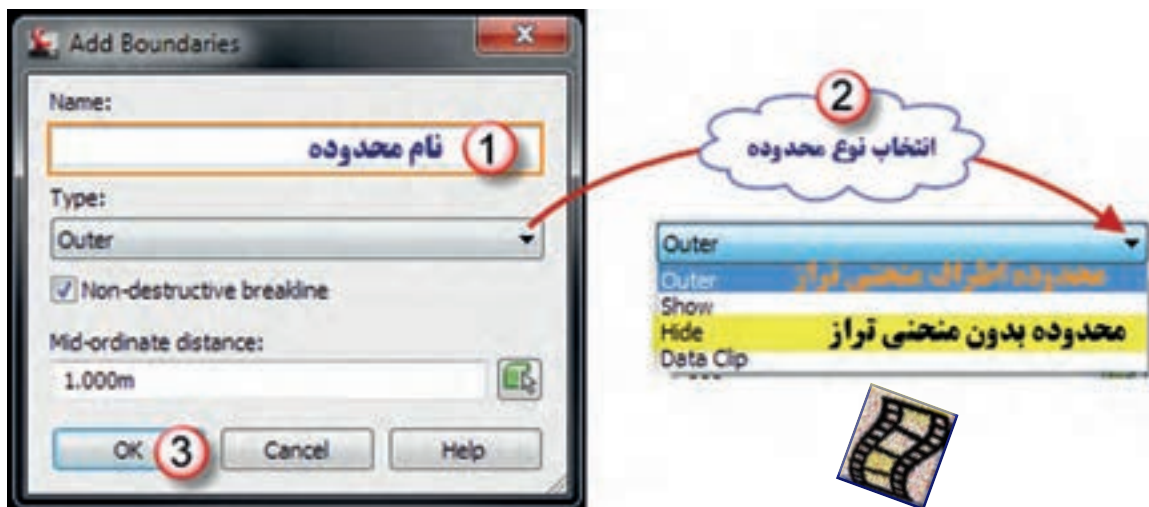 Add Boundaries
Name:
نام محدوده 1
Type:
Outer
Non-destructive breakline
Mid-ordinate distance:
1.000m
OK 3 Cancel Help
2
انتخاب نوع محدوده
Outer
Outer محدوده اطراف منحنی تراز
Show
Hide محدوده بدون منحنی تراز
Data Clip